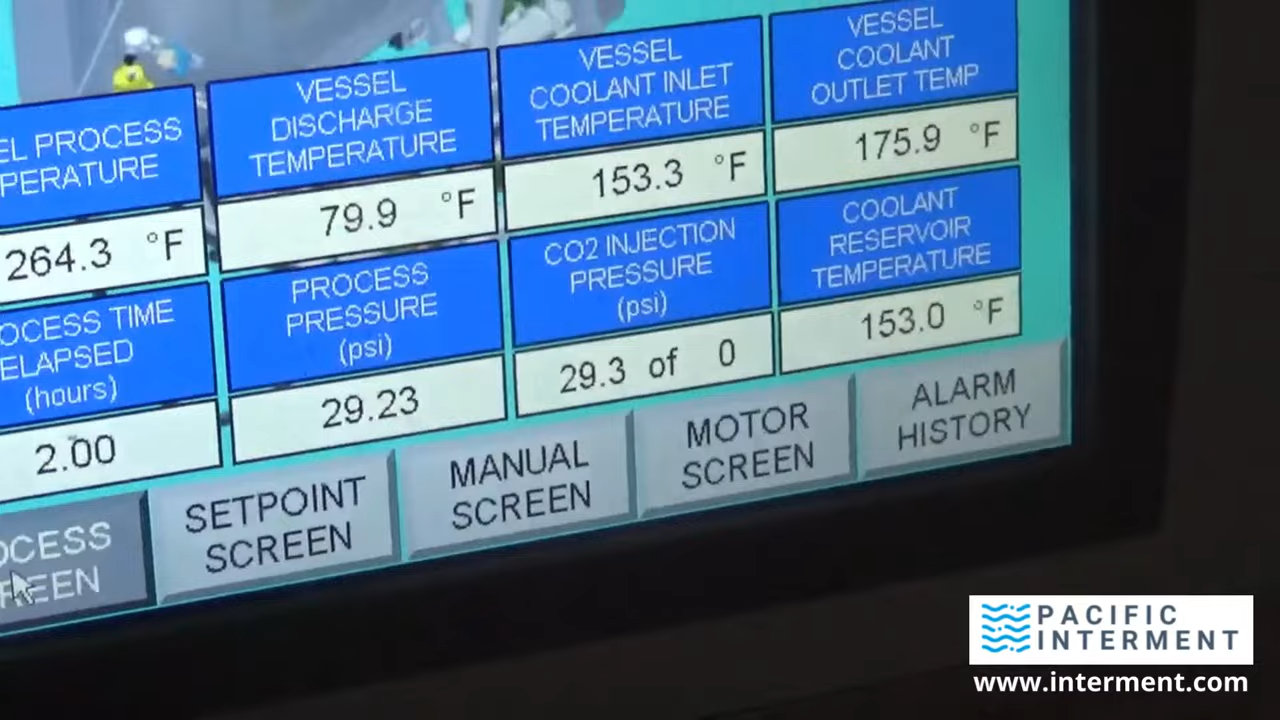 EL PROCESS
PERATURE
264.3 °F
VESSEL
DISCHARGE
TEMPERATURE
79.9 °F
VESSEL
COOLANT INLET
TEMPERATURE
153.3 °F
VESSEL
COOLANT
OUTLET TEMP
175.9 °F
OCESS TIME
ELAPSED
(hours)
2.00
PROCESS
PRESSURE
(psi)
29.23
CO2 INJECTION
PRESSURE
(psi)
29.3 of 0
COOLANT
RESERVOIR
TEMPERATURE
153.0 °F
OCESS
REEN
SETPOINT
SCREEN
MANUAL
SCREEN
MOTOR
SCREEN
ALARM
HISTORY
PACIFIC
INTERMENT
www.interment.com